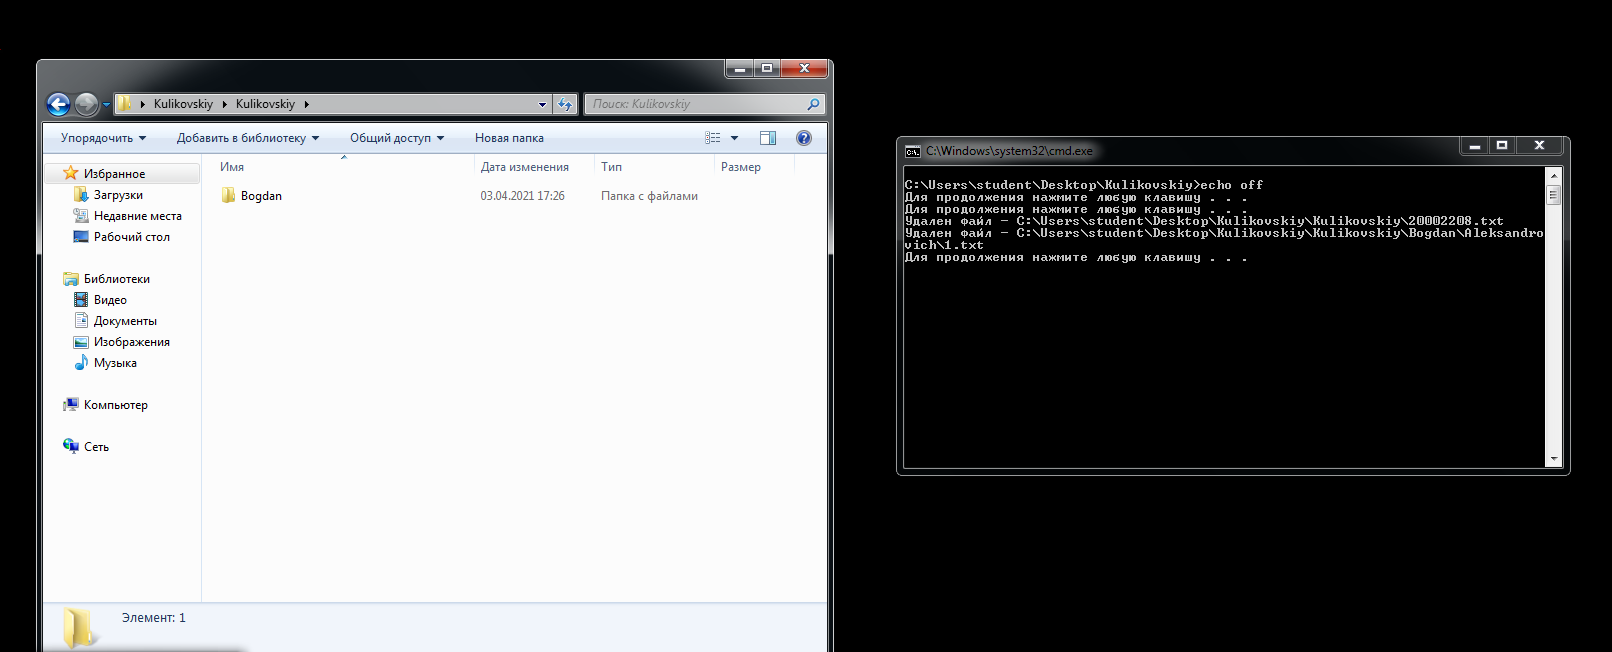 Kulikovskiy Kulikovskiy
Поиск: Kulikovskiy
Упорядочить Добавить в библиотеку Общий доступ Новая папка
Имя Дата изменения Тип Размер
Bogdan 03.04.2021 17:26 Папка с файлами
Избранное
Загрузки
Недавние места
Рабочий стол
Библиотеки
Видео
Документы
Изображения
Музыка
Компьютер
Сеть
Элемент: 1
C:\Windows\system32\cmd.exe
C:\Users\student\Desktop\Kulikovskiy>echo off
Для продолжения нажмите любую клавишу . . .
Для продолжения нажмите любую клавишу . . .
Удален файл - C:\Users\student\Desktop\Kulikovskiy\Kulikovskiy\20002208.txt
Удален файл - C:\Users\student\Desktop\Kulikovskiy\Kulikovskiy\Bogdan\Aleksandro
vich\1.txt
Для продолжения нажмите любую клавишу . . .